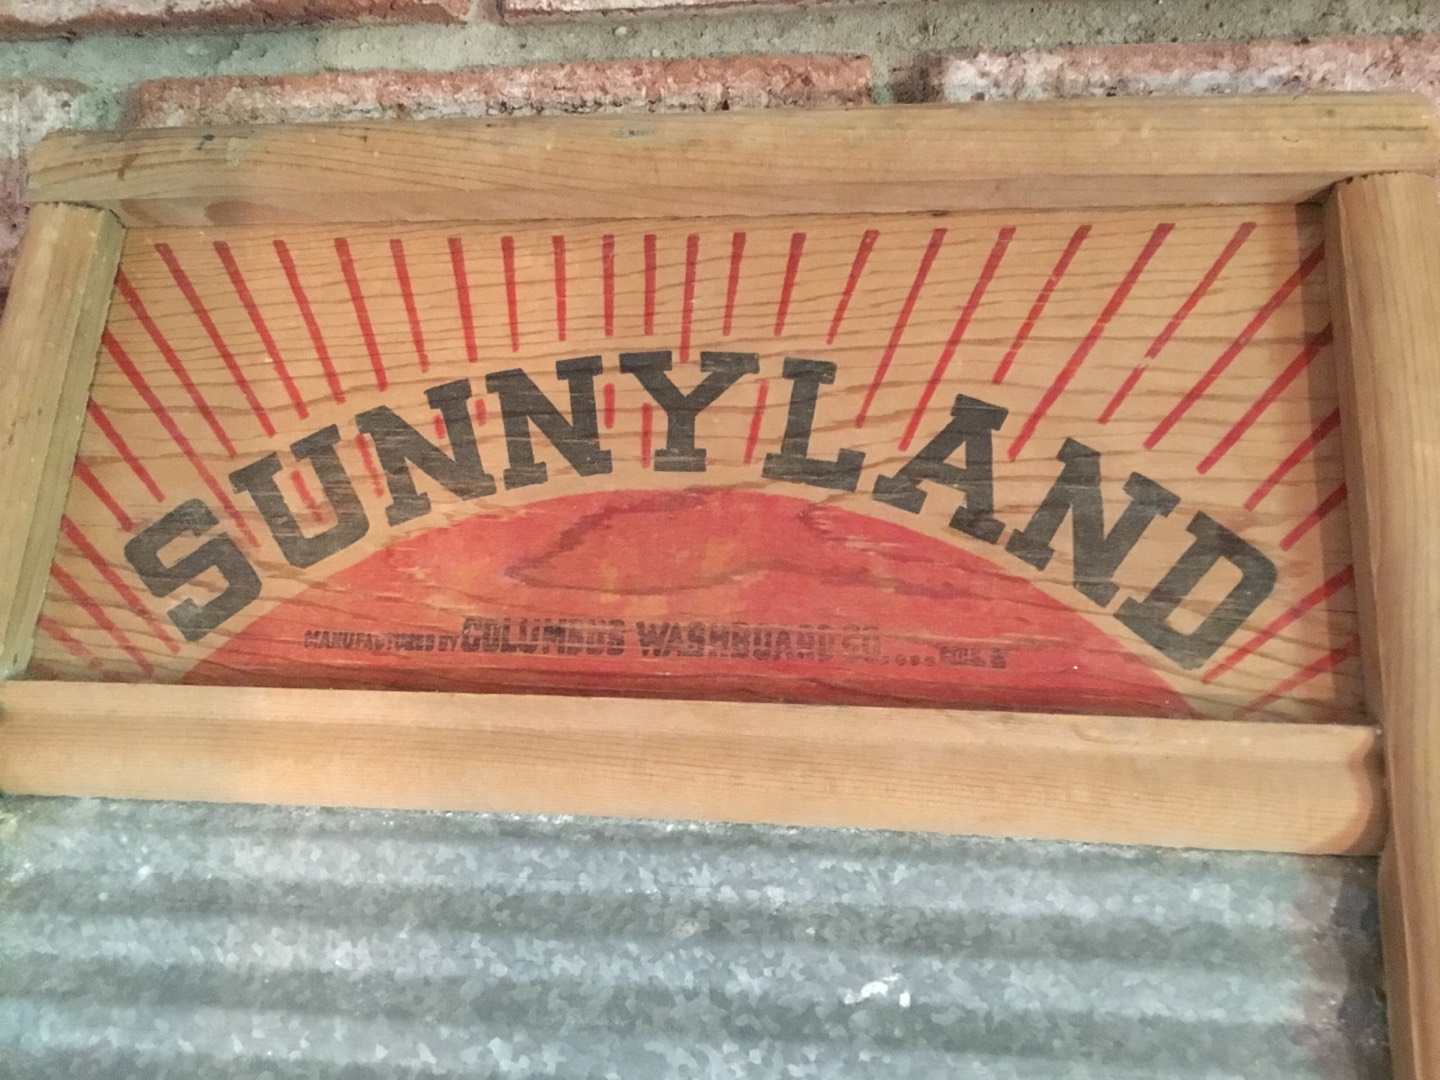 SUNNYLAND
MANUFACTURED BY COLUMBUS WASHBOARD CO....